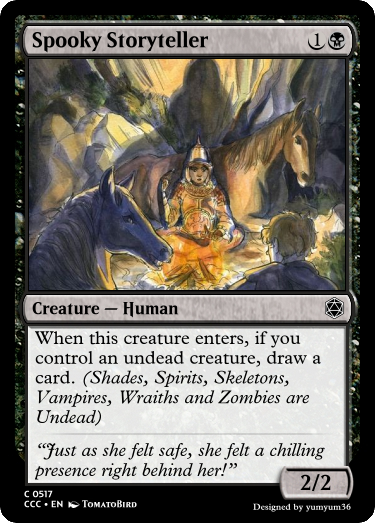 Spooky Storyteller 1
Creature — Human
When this creature enters, if you
control an undead creature, draw a
card. (Shades, Spirits, Skeletons,
Vampires, Wraiths and Zombies are
Undead)
“Just as she felt safe, she felt a chilling
presence right behind her!”
2/2
C 0517
CCC • EN TomatoBird
Designed by yumyum36